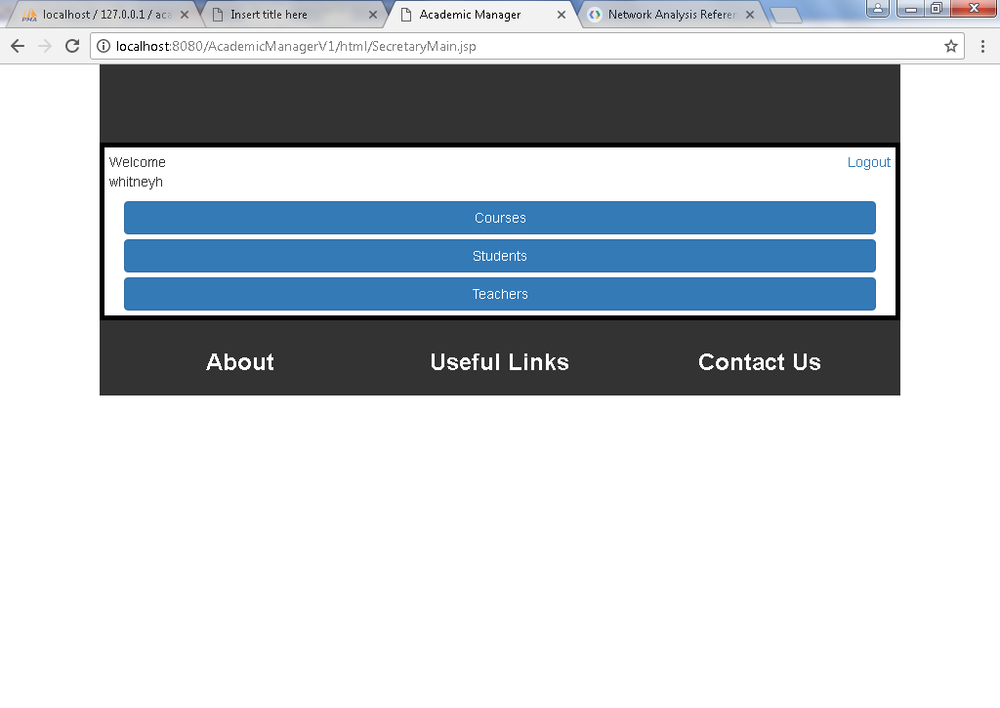 localhost / 127.0.0.1 / aca
Insert title here
Academic Manager
Network Analysis Referen
localhost:8080/AcademicManagerV1/html/SecretaryMain.jsp
Welcome
Logout
whitneyh
Courses
Students
Teachers
About
Useful Links
Contact Us